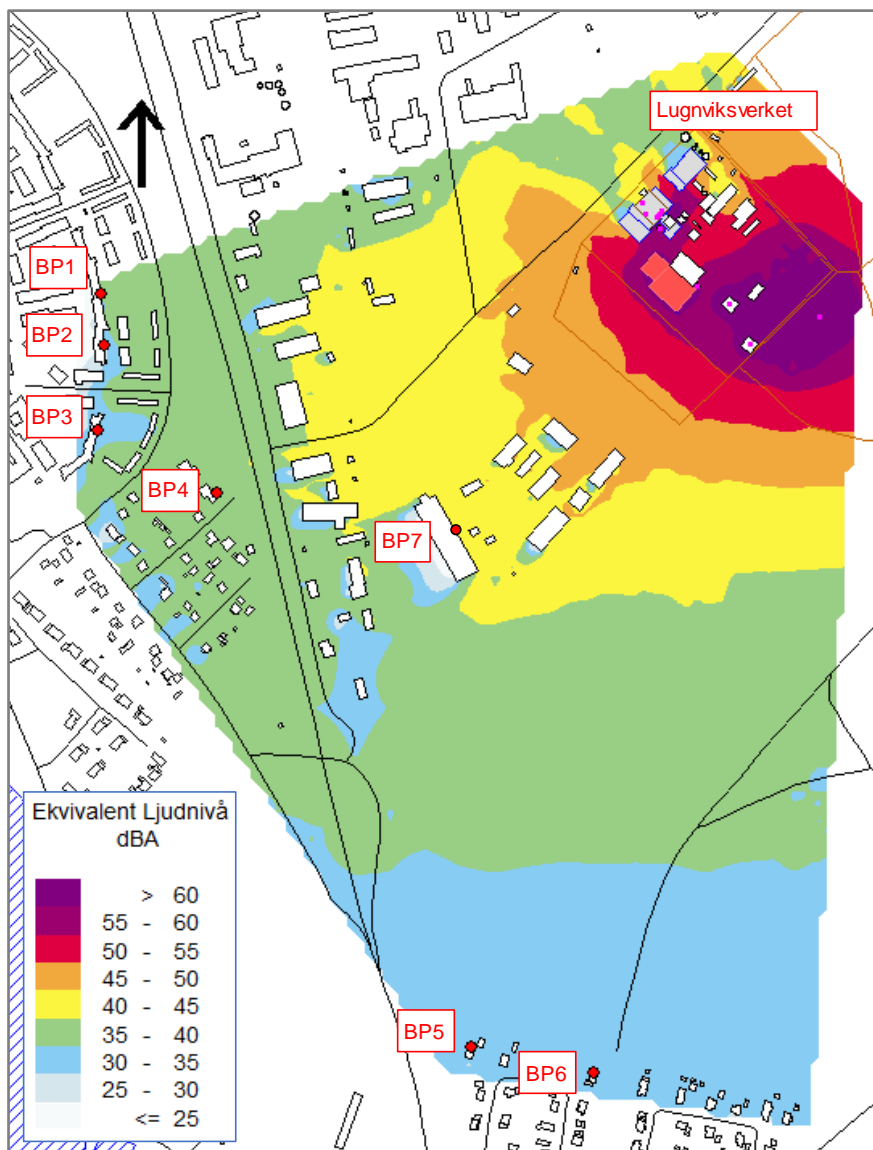 Lugnviksverket
BP1
BP2
BP3
BP4
BP7
BP5
BP6
Ekvivalent Ljudnivå
dBA
> 60
55 - 60
50 - 55
45 - 50
40 - 45
35 - 40
30 - 35
25 - 30
<= 25